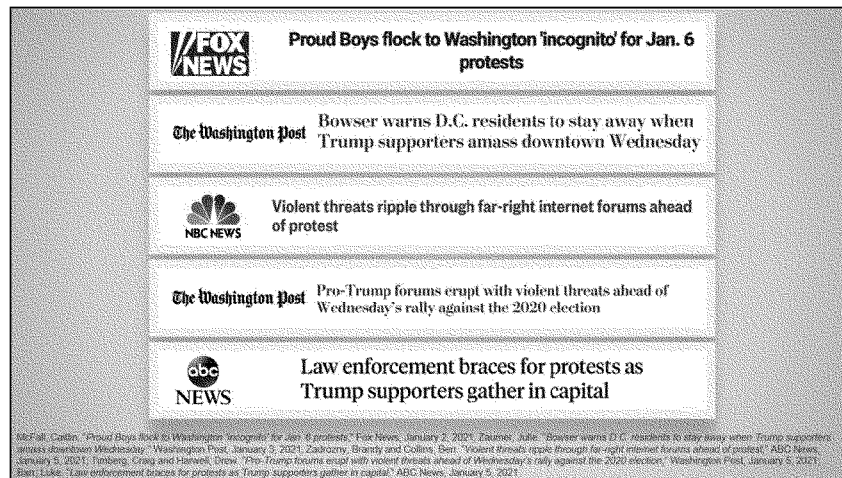 FOX
NEWS
Proud Boys flock to Washington 'incognito' for Jan. 6
protests
The Washington Post
Bowser warns D.C. residents to stay away when
Trump supporters amass downtown Wednesday
NBC NEWS
Violent threats ripple through far-right internet forums ahead
of protest
The Washington Post
Pro-Trump forums erupt with violent threats ahead of
Wednesday's rally against the 2020 election
abc
NEWS
Law enforcement braces for protests as
Trump supporters gather in capital
McFall, Caitlin, "Proud Boys flock to Washington 'incognito' for Jan. 6 protests," Fox News, January 2, 2021; Zauzmer, Julie, "Bowser warns D.C. residents to stay away when Trump supporters
amass downtown Wednesday," Washington Post, January 3, 2021; Zadrozny, Brandy and Collins, Ben, "Violent threats ripple through far-right internet forums ahead of protest," ABC News,
January 5, 2021; Timberg, Craig and Harwell, Drew, "Pro-Trump forums erupt with violent threats ahead of Wednesday's rally against the 2020 election," Washington Post, January 5, 2021;
Barr, Luke, "Law enforcement braces for protests as Trump supporters gather in capital," ABC News, January 5, 2021